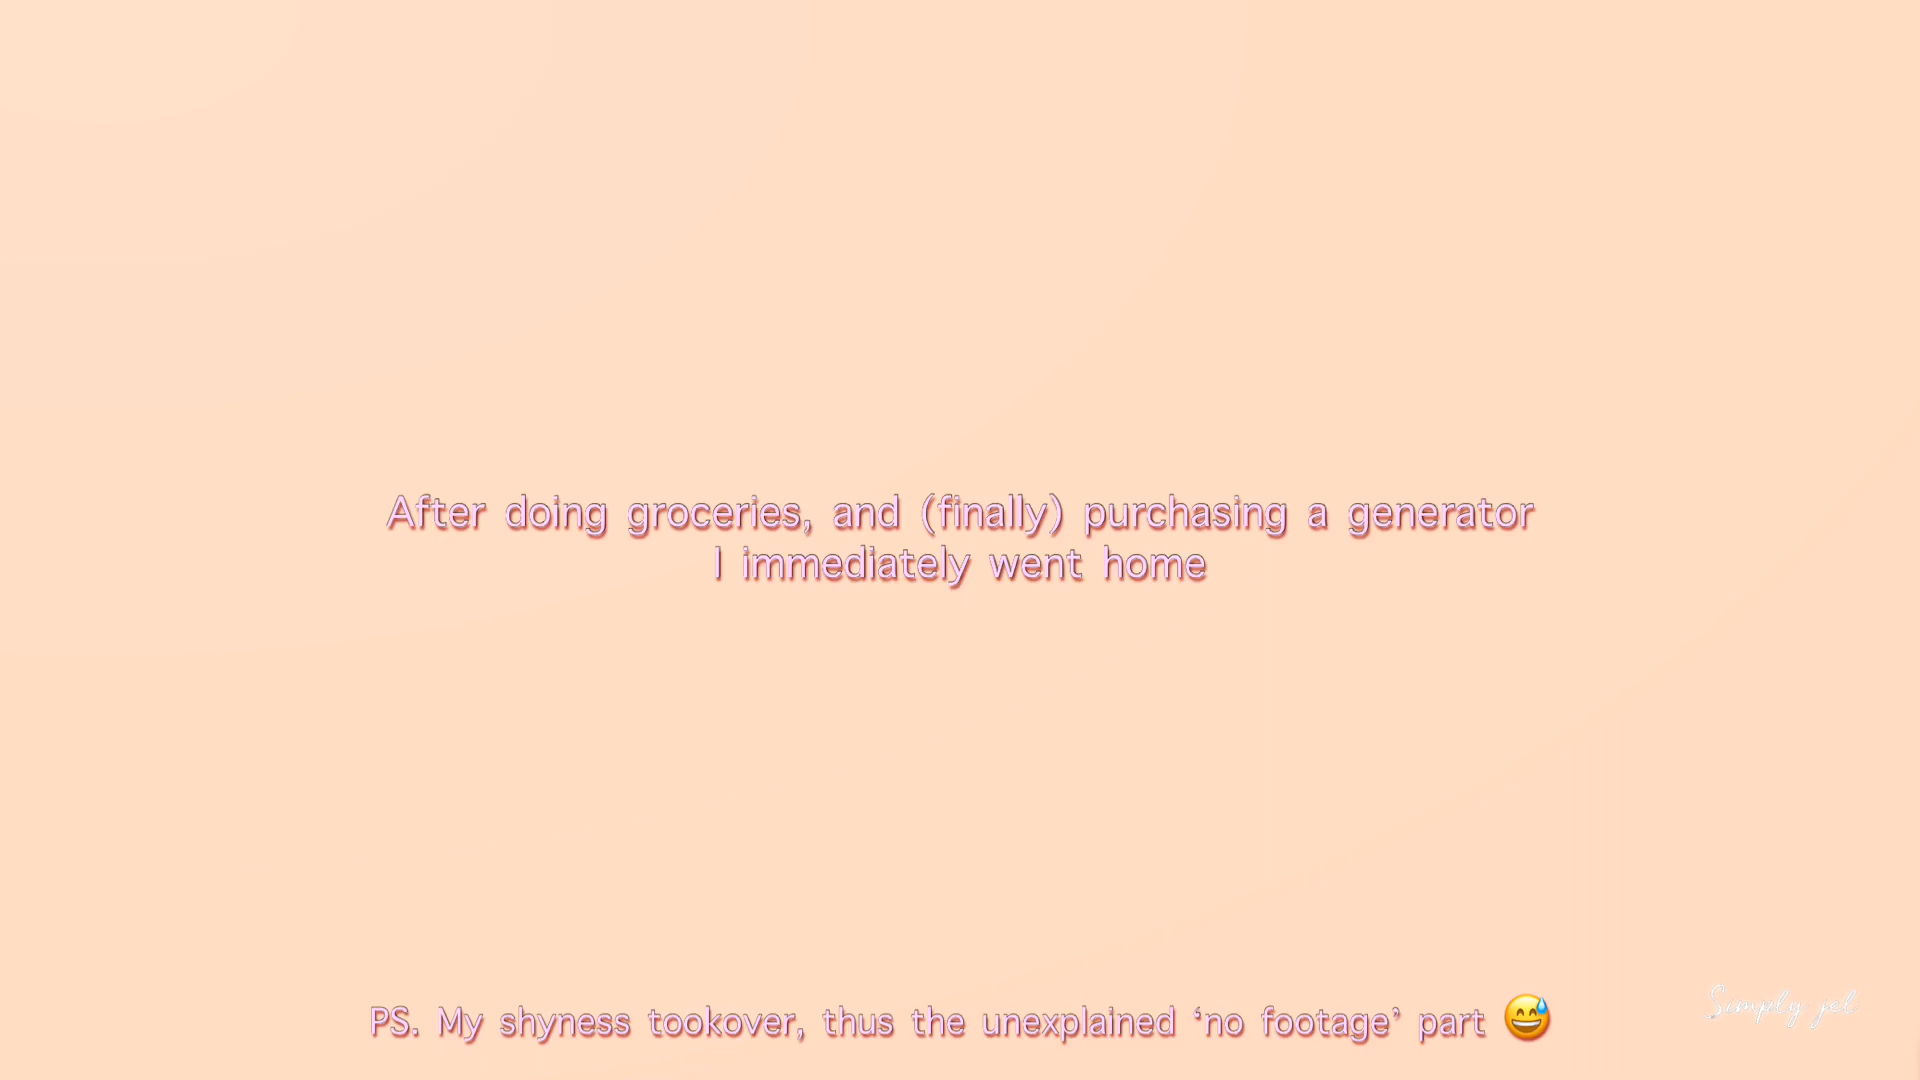 After doing groceries, and (finally) purchasing a generator
I immediately went home
PS. My shyness tookover, thus the unexplained ‘no footage’ part 😅
Simply